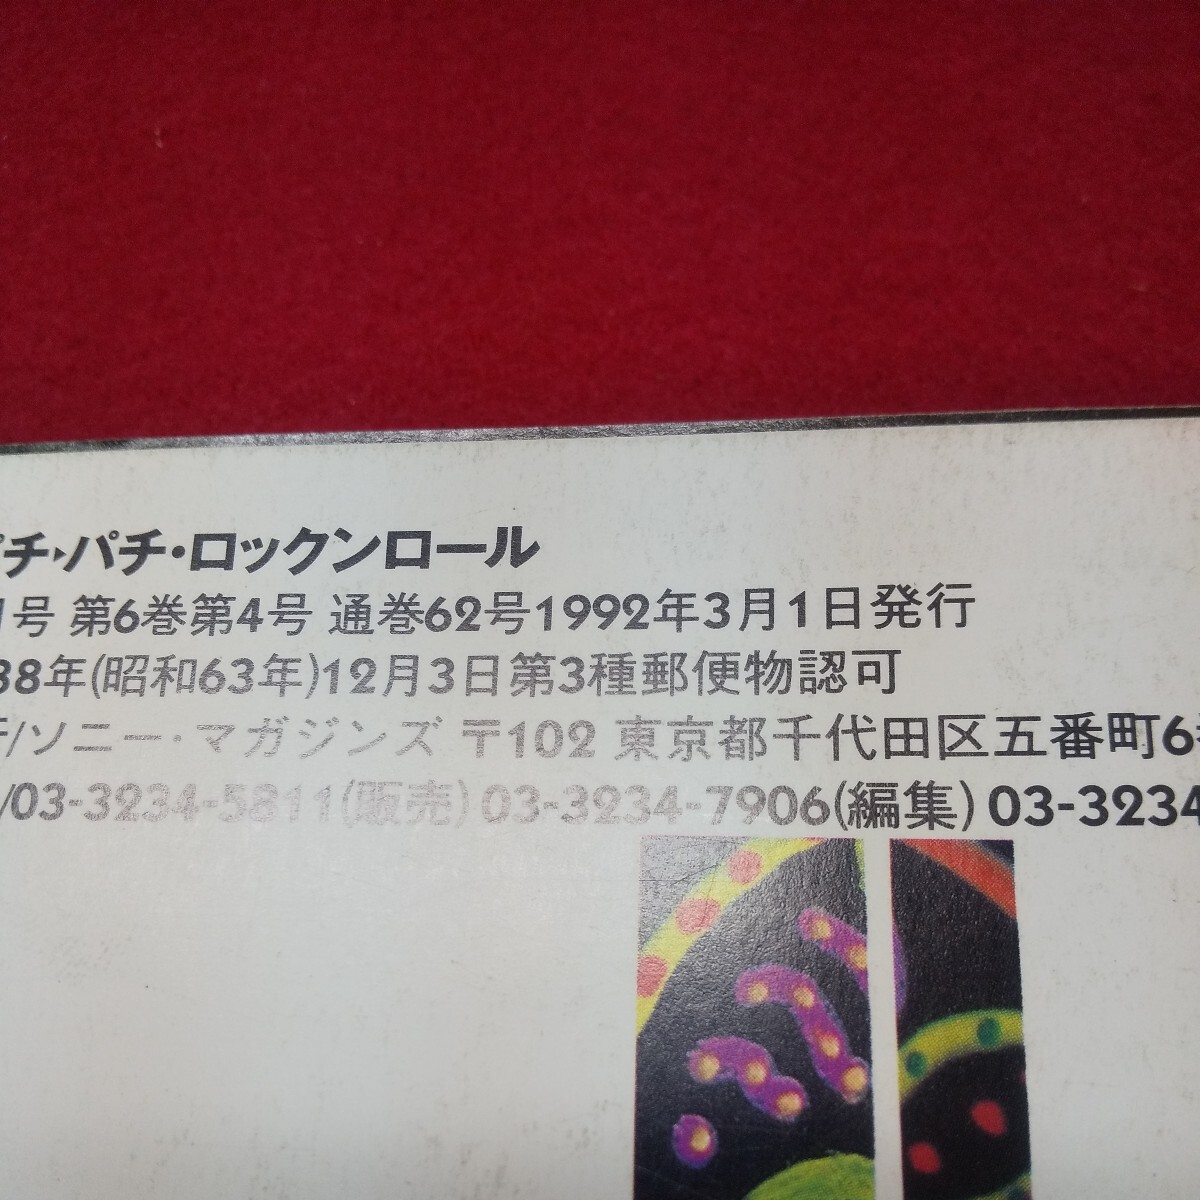 パチ・パチ・ロックンロール
1号 第6巻第4号 通巻62号1992年3月1日発行
88年(昭和63年)12月3日第3種郵便物認可
行/ソニー・マガジンズ 〒102 東京都千代田区五番町6番
/03-3234-5811(販売) 03-3234-7906(編集) 03-3234